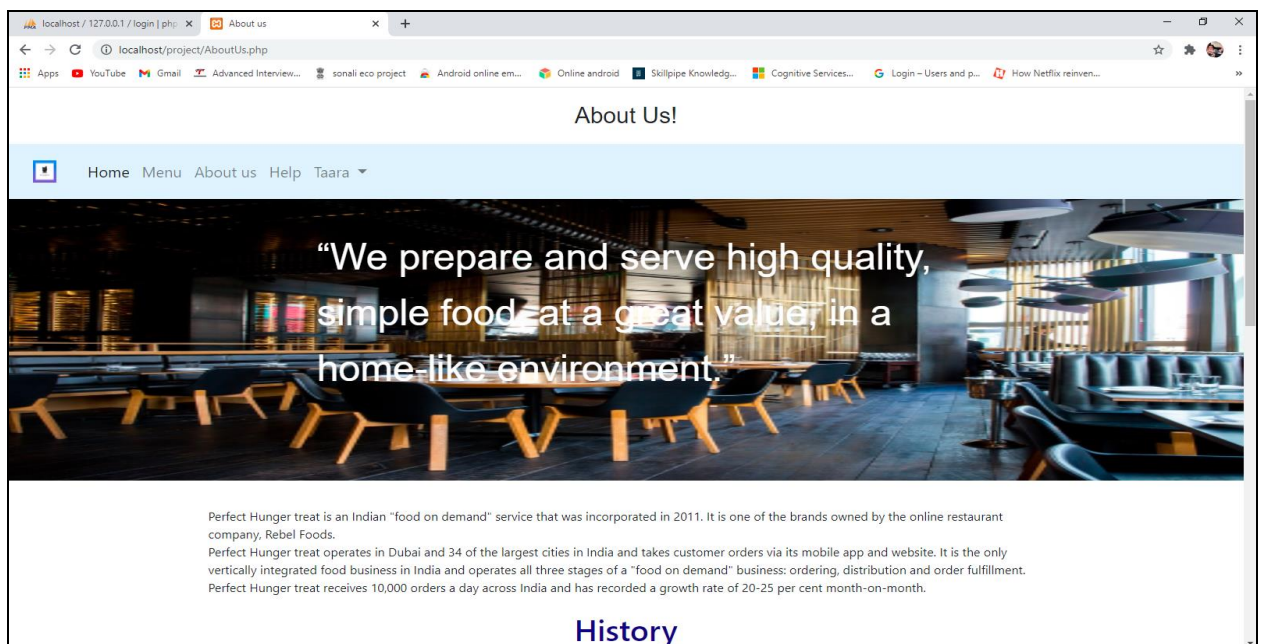 localhost / 127.0.0.1 / login | php
About us
localhost/project/AboutUs.php
Apps YouTube Gmail Advanced Interview... sonali eco project Android online em... Online android Skillpipe Knowledg... Cognitive Services... Login – Users and p... How Netflix reinven...
About Us!
Home Menu About us Help Taara
“We prepare and serve high quality,
simple food, at a great value, in a
home-like environment.”
Perfect Hunger treat is an Indian "food on demand" service that was incorporated in 2011. It is one of the brands owned by the online restaurant
company, Rebel Foods.
Perfect Hunger treat operates in Dubai and 34 of the largest cities in India and takes customer orders via its mobile app and website. It is the only
vertically integrated food business in India and operates all three stages of a "food on demand" business: ordering, distribution and order fulfillment.
Perfect Hunger treat receives 10,000 orders a day across India and has recorded a growth rate of 20-25 per cent month-on-month.
History